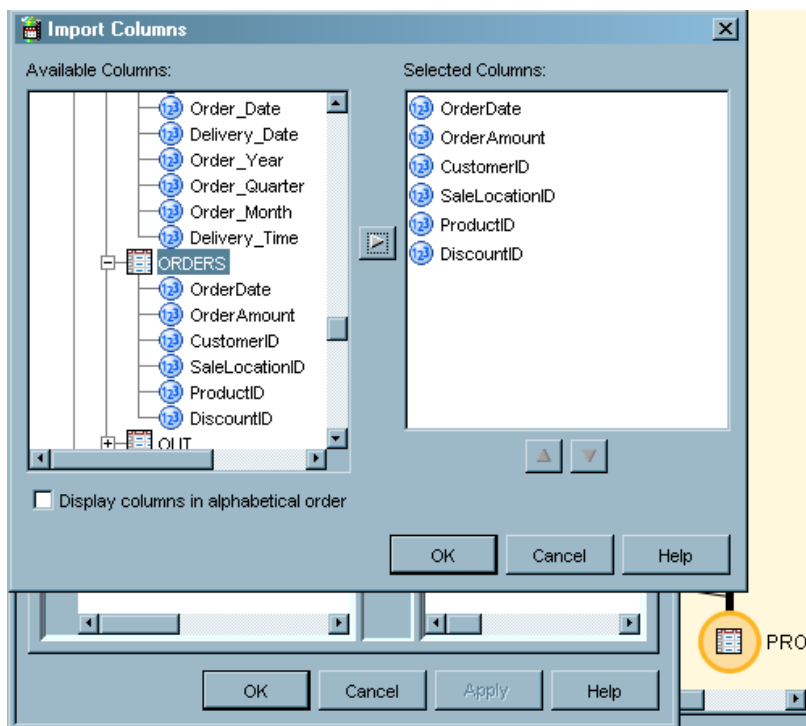 Import Columns
Available Columns:
Selected Columns:
Order_Date
Delivery_Date
Order_Year
Order_Quarter
Order_Month
Delivery_Time
ORDERS
OrderDate
OrderAmount
CustomerID
SaleLocationID
ProductID
DiscountID
OUT
OrderDate
OrderAmount
CustomerID
SaleLocationID
ProductID
DiscountID
Display columns in alphabetical order
OK Cancel Help
PRO
OK Cancel Apply Help